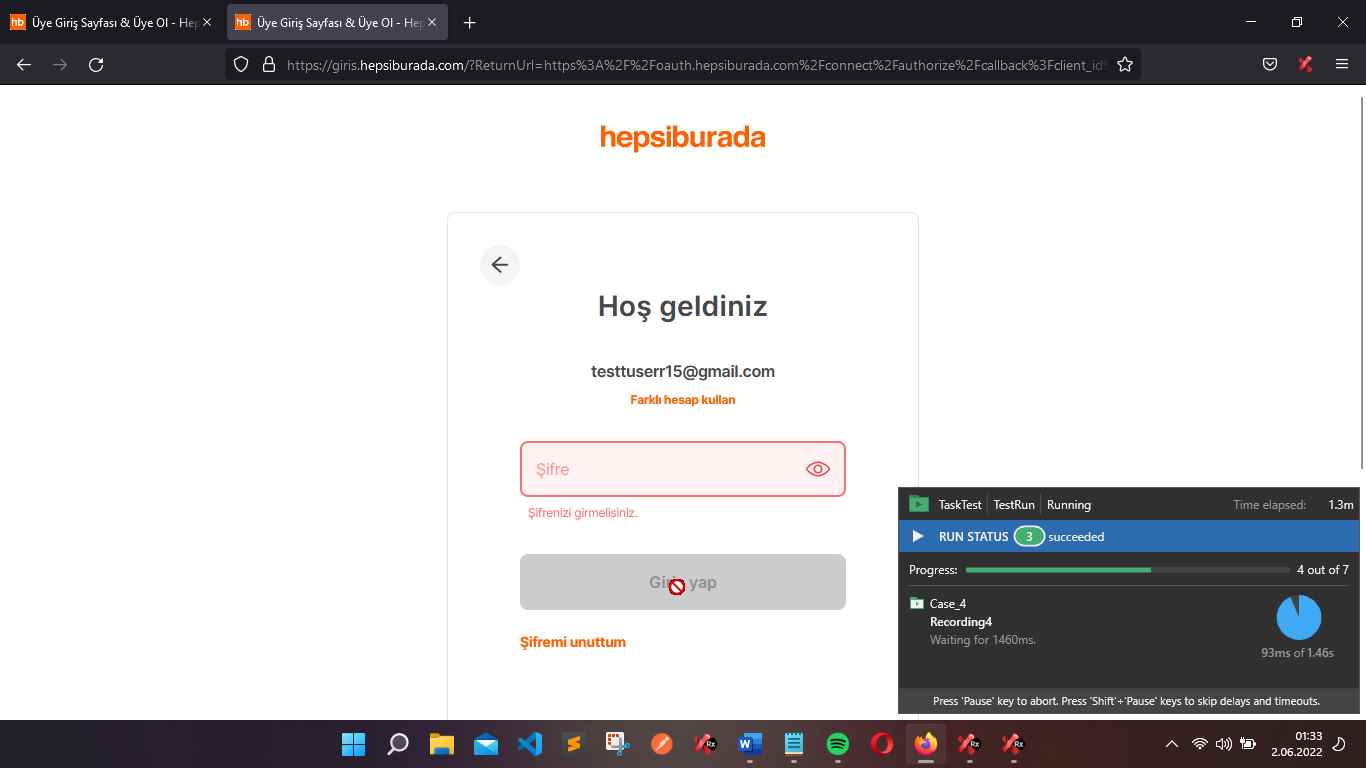 hb Üye Giriş Sayfası & Üye Ol - Hep
hb Üye Giriş Sayfası & Üye Ol - Hep
https://giris.hepsiburada.com/?ReturnUrl=https%3A%2F%2Foauth.hepsiburada.com%2Fconnect%2Fauthorize%2Fcallback%3Fclient_id%
hepsiburada
Hoş geldiniz
testtuserr15@gmail.com
Farklı hesap kullan
Şifre
Şifrenizi girmelisiniz.
Giriş yap
Şifremi unuttum
TaskTest TestRun Running Time elapsed: 1.3m
RUN STATUS 3 succeeded
Progress: 4 out of 7
Case_4
Recording4
Waiting for 1460ms.
93ms of 1.46s
Press 'Pause' key to abort. Press 'Shift'+'Pause' keys to skip delays and timeouts.
Rx W Rx Rx
01:33
2.06.2022